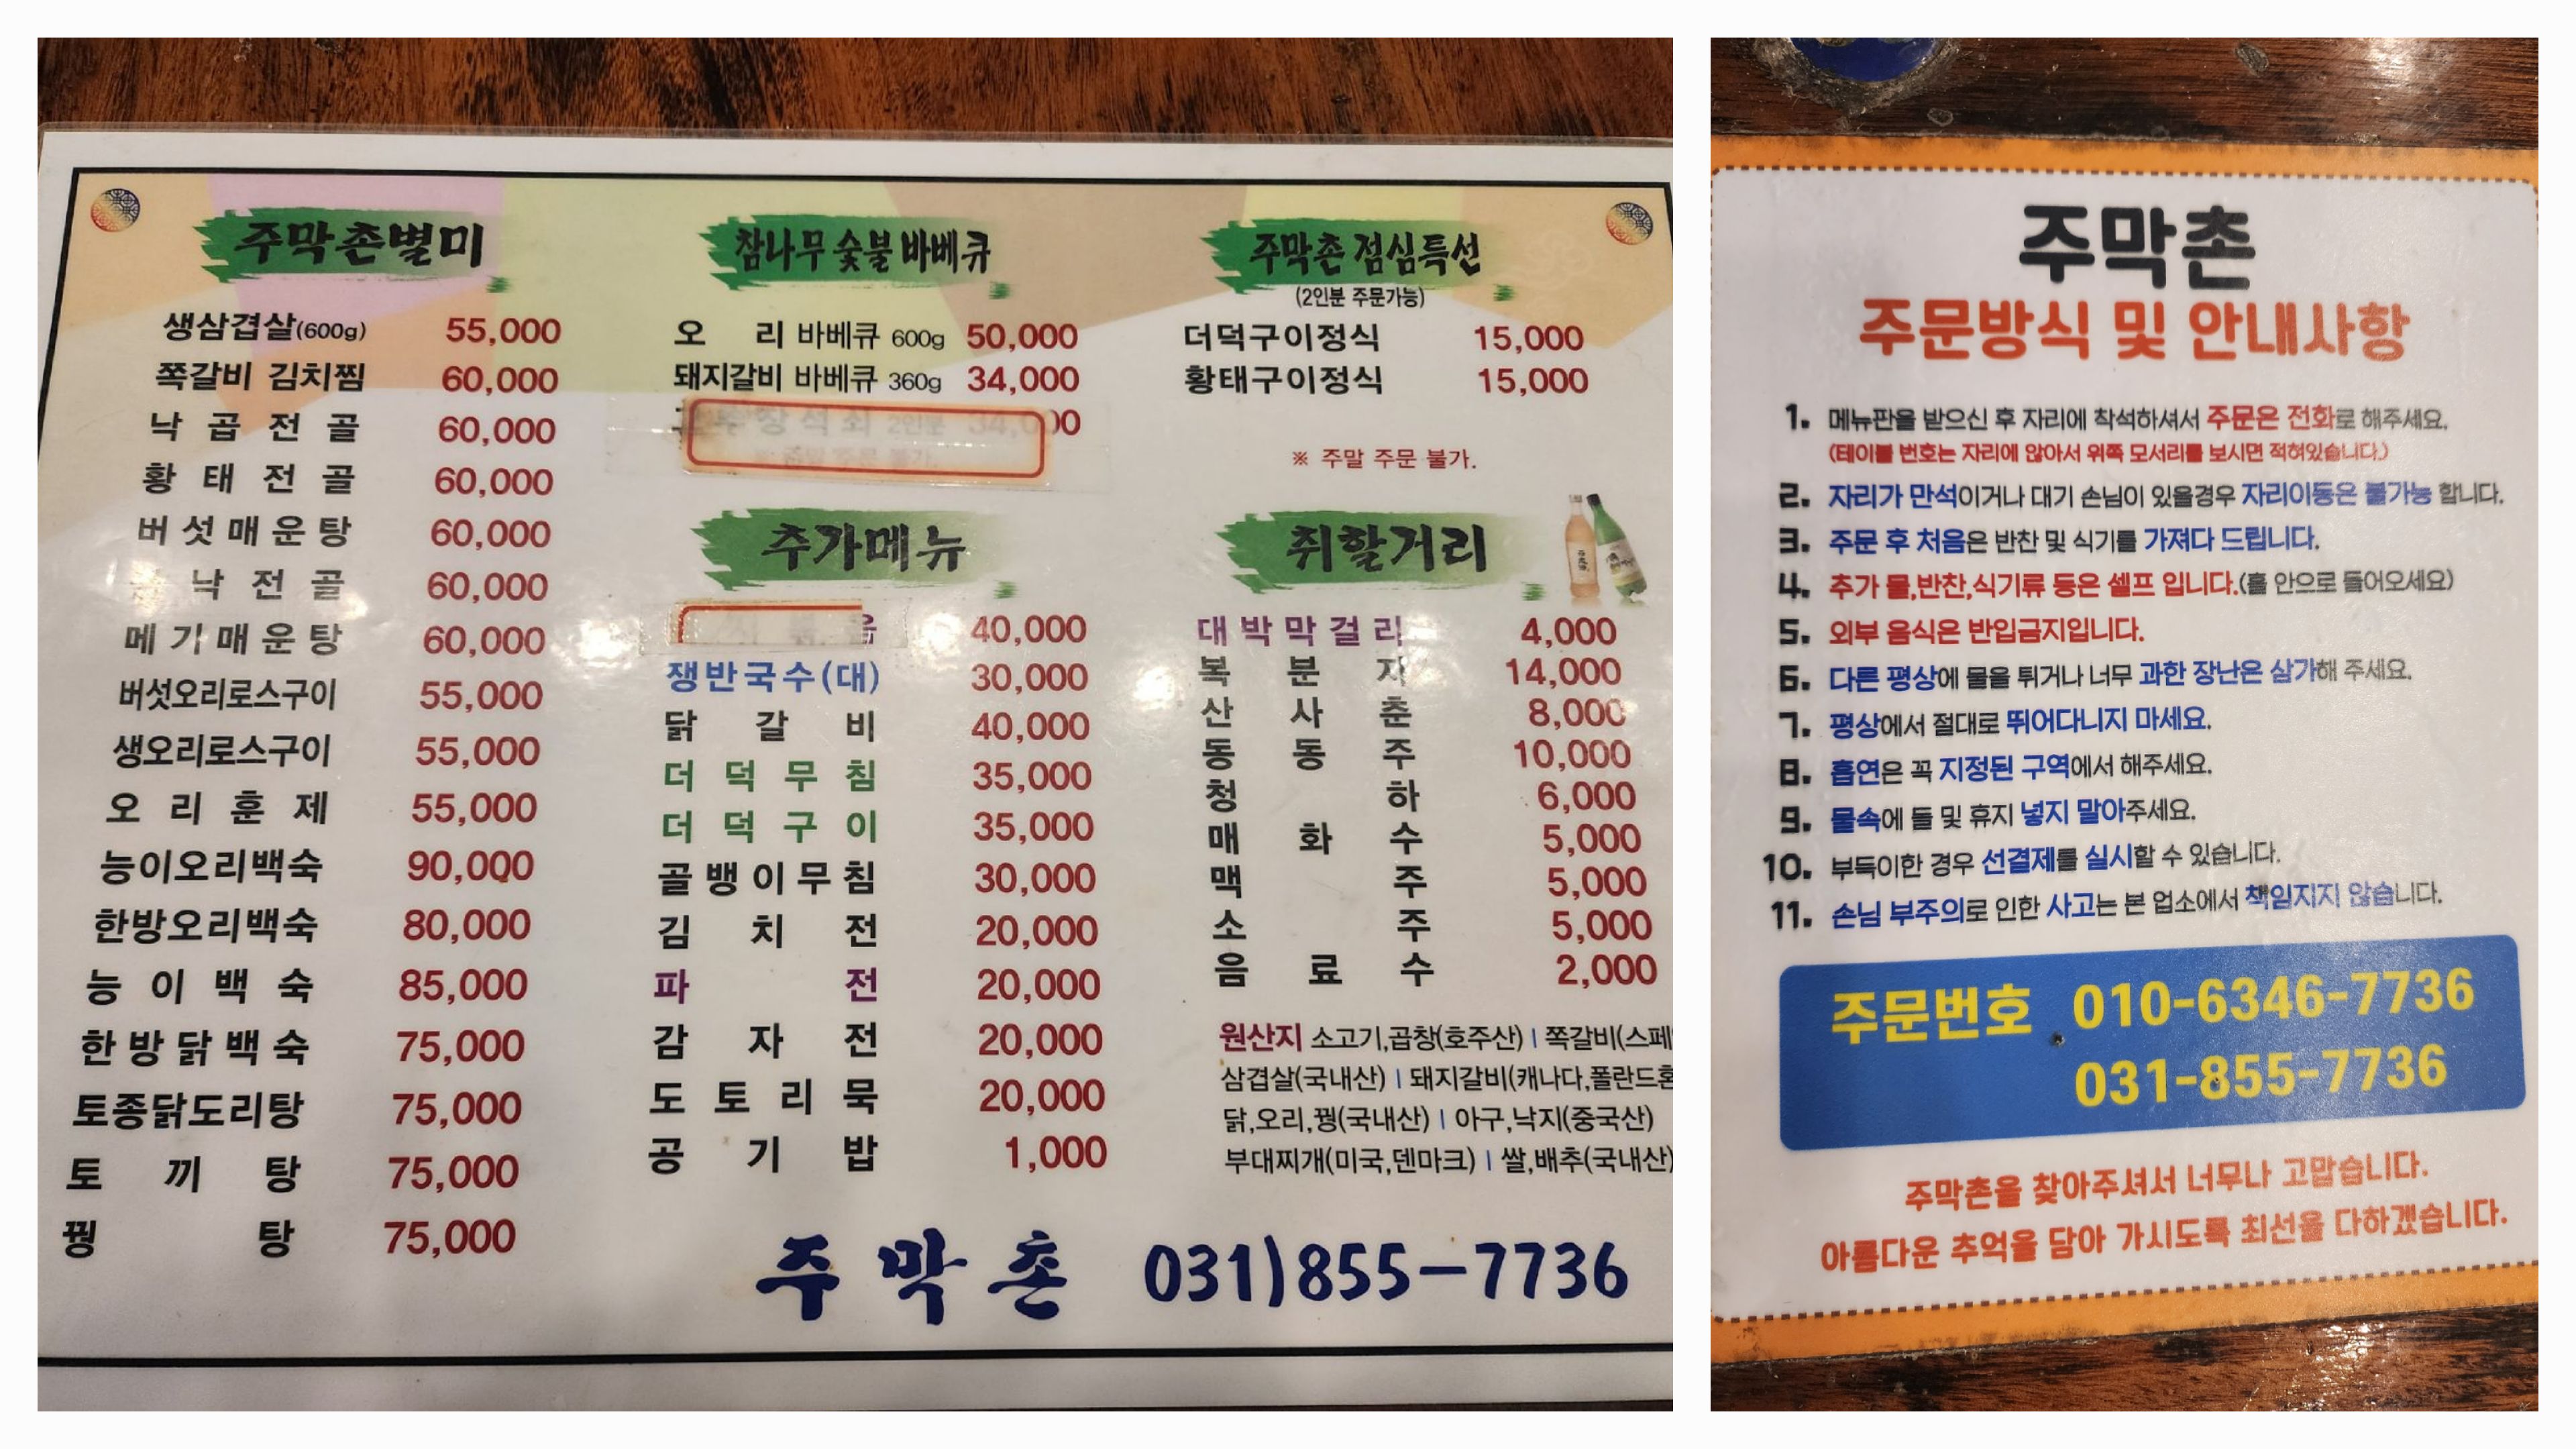 주막촌별미
생삼겹살(600g) 55,000
쪽갈비 김치찜 60,000
낙곱전골 60,000
황태전골 60,000
버섯매운탕 60,000
낙전골 60,000
메기매운탕 60,000
버섯오리로스구이 55,000
생오리로스구이 55,000
오리훈제 55,000
능이오리백숙 90,000
한방오리백숙 80,000
능이백숙 85,000
한방닭백숙 75,000
토종닭도리탕 75,000
토끼탕 75,000
꿩탕 75,000
참나무 숯불 바베큐
오리 바베큐 600g 50,000
돼지갈비 바베큐 360g 34,000
추장석쇠 2인분 34,000
추가메뉴
40,000
쟁반국수(대) 30,000
닭갈비 40,000
더덕무침 35,000
더덕구이 35,000
골뱅이무침 30,000
김치전 20,000
파전 20,000
감자전 20,000
도토리묵 20,000
공기밥 1,000
주막촌 점심특선
(2인분 주문가능)
더덕구이정식 15,000
황태구이정식 15,000
※ 주말 주문 불가.
취할거리
대박막걸리 4,000
복분자 14,000
산사춘 8,000
동동주 10,000
청하 6,000
매화수 5,000
맥주 5,000
소주 5,000
음료수 2,000
원산지 소고기,곱창(호주산) | 쪽갈비(스페
삼겹살(국내산) | 돼지갈비(캐나다,폴란드혼
닭,오리,꿩(국내산) | 아구,낙지(중국산)
부대찌개(미국,덴마크) | 쌀,배추(국내산)
주막촌 031)855-7736
주막촌
주문방식 및 안내사항
1. 메뉴판을 받으신 후 자리에 착석하셔서 주문은 전화로 해주세요.
(테이블 번호는 자리에 앉아서 위쪽 모서리를 보시면 적혀있습니다.)
2. 자리가 만석이거나 대기 손님이 있을경우 자리이동은 불가능 합니다.
3. 주문 후 처음은 반찬 및 식기를 가져다 드립니다.
4. 추가 물,반찬,식기류 등은 셀프 입니다.(홀 안으로 들어오세요)
5. 외부 음식은 반입금지입니다.
6. 다른 평상에 물을 튀거나 너무 과한 장난은 삼가해 주세요.
7. 평상에서 절대로 뛰어다니지 마세요.
8. 흡연은 꼭 지정된 구역에서 해주세요.
9. 물속에 돌 및 휴지 넣지 말아주세요.
10. 부득이한 경우 선결제를 실시할 수 있습니다.
11. 손님 부주의로 인한 사고는 본 업소에서 책임지지 않습니다.
주문번호 010-6346-7736
031-855-7736
주막촌을 찾아주셔서 너무나 고맙습니다.
아름다운 추억을 담아 가시도록 최선을 다하겠습니다.